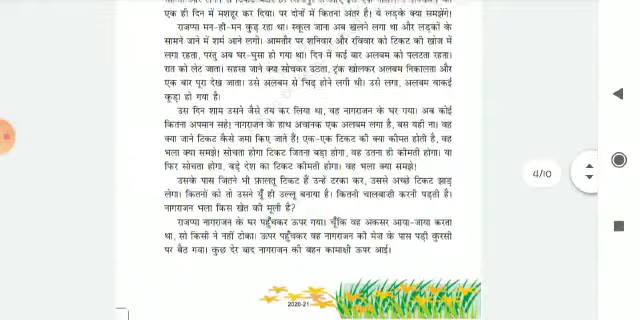 एक ही दिन में मशहूर कर दिया। पर दोनों में कितना अंतर है! ये लड़के क्या समझेंगे!
राजप्पा मन-ही-मन कुढ़ रहा था। स्कूल जाना अब खलने लगा था और लड़कों के
सामने जाने में शर्म आने लगी। आमतौर पर शनिवार और रविवार को टिकट की खोज में
लगा रहता, परंतु अब घर-घुसा हो गया था। दिन में कई बार अलबम को पलटता रहता।
रात को लेट जाता। सहसा जाने क्या सोचकर उठता, ट्रंक खोलकर अलबम निकालता और
एक बार पूरा देख जाता। उसे अलबम से चिढ़ होने लगी थी। उसे लगा, अलबम वाकई
कूड़ा हो गया है।
उस दिन शाम उसने जैसे तय कर लिया था, वह नागराजन के घर गया। अब कोई
कितना अपमान सहे! नागराजन के हाथ अचानक एक अलबम लगा है, बस यही ना। वह
क्या जाने टिकट कैसे जमा किए जाते हैं! एक-एक टिकट की क्या कीमत होती है, वह
भला क्या समझे! सोचता होगा टिकट जितना बड़ा होगा, वह उतना ही कीमती होगा। या
फिर सोचता होगा, बड़े देश का टिकट कीमती होगा। वह भला क्या समझे!
उसके पास जितने भी फ़ालतू टिकट हैं उन्हें टरका कर, उससे अच्छे टिकट झाड़
लेगा। कितनों को तो उसने यूँ ही उल्लू बनाया है। कितनी चालबाज़ी करनी पड़ती है।
नागराजन भला किस खेत की मूली है?
राजप्पा नागराजन के घर पहुँचकर ऊपर गया। चूँकि वह अकसर आया-जाया करता
था, सो किसी ने नहीं टोका। ऊपर पहुँचकर वह नागराजन की मेज़ के पास पड़ी कुरसी
पर बैठ गया। कुछ देर बाद नागराजन की बहन कामाक्षी ऊपर आई।
4/10
2020-21